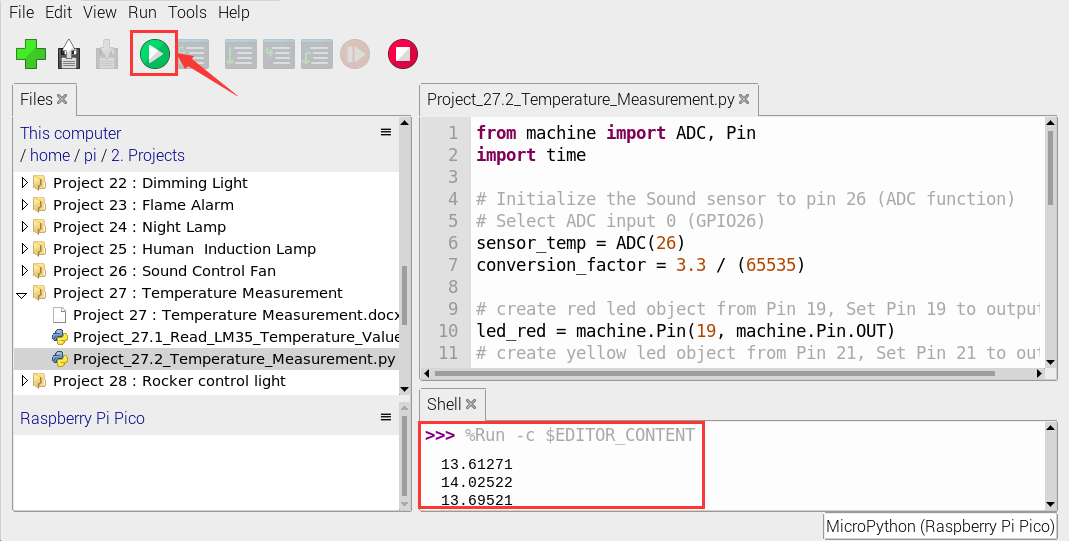 File Edit View Run Tools Help
Files
This computer
/ home / pi / 2. Projects
Project 22 : Dimming Light
Project 23 : Flame Alarm
Project 24 : Night Lamp
Project 25 : Human  Induction Lamp
Project 26 : Sound Control Fan
Project 27 : Temperature Measurement
Project 27 : Temperature Measurement.docx
Project_27.1_Read_LM35_Temperature_Value
Project_27.2_Temperature_Measurement.py
Project 28 : Rocker control light
Raspberry Pi Pico
Project_27.2_Temperature_Measurement.py
1 from machine import ADC, Pin
2 import time
3
4 # Initialize the Sound sensor to pin 26 (ADC function)
5 # Select ADC input 0 (GPIO26)
6 sensor_temp = ADC(26)
7 conversion_factor = 3.3 / (65535)
8
9 # create red led object from Pin 19, Set Pin 19 to output
10 led_red = machine.Pin(19, machine.Pin.OUT)
11 # create yellow led object from Pin 21, Set Pin 21 to out
Shell
>>> %Run -c $EDITOR_CONTENT
13.61271
14.02522
13.69521
MicroPython (Raspberry Pi Pico)